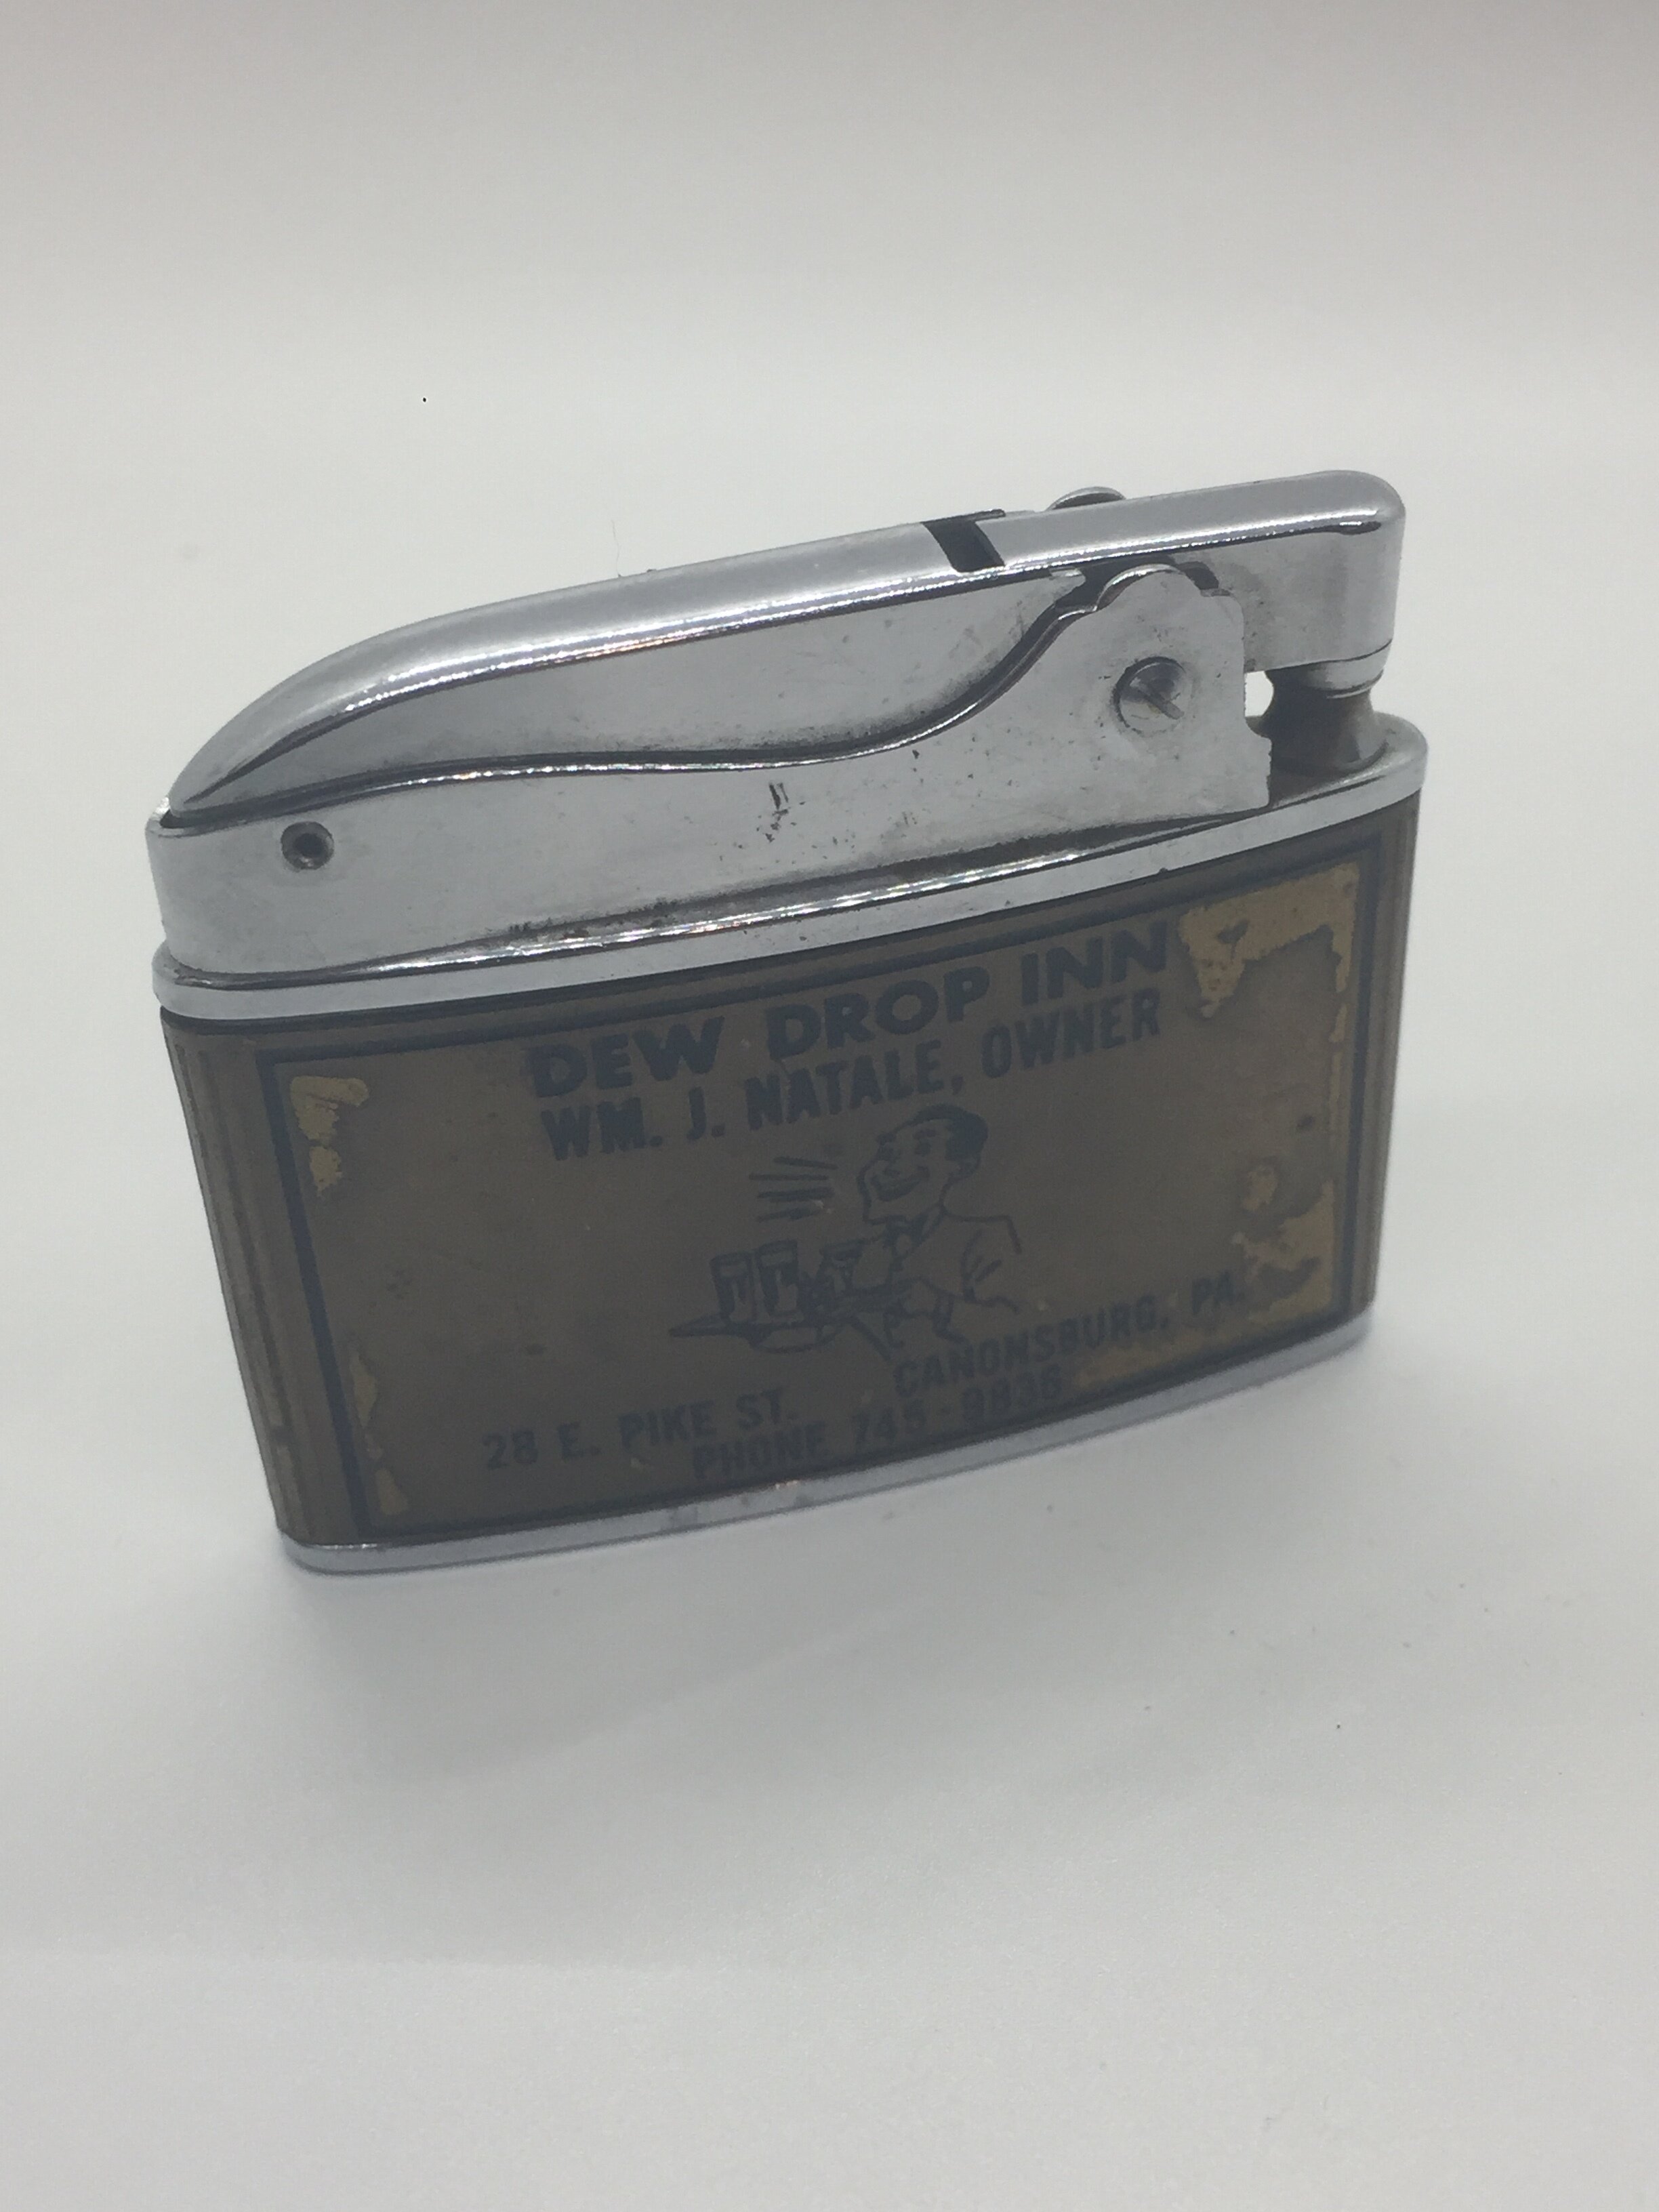 DEW DROP INN
WM. J. NATALE, OWNER
28 E. PIKE ST. CANONSBURG, PA.
PHONE 745-9836